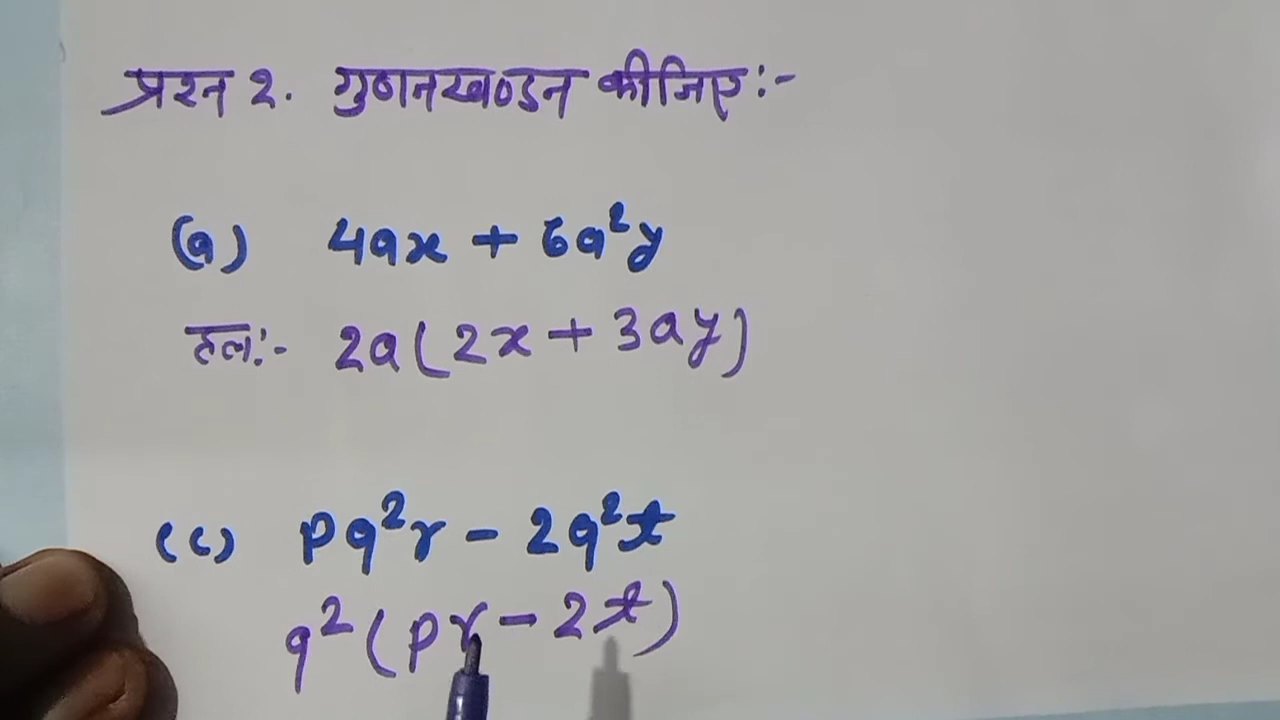 प्रश्न 2. गुणनखण्डन कीजिए:-
(a) 4ax + 6a²y
हल:- 2a(2x + 3ay)
(c) pq²r - 2q²t
q²(pr - 2t)